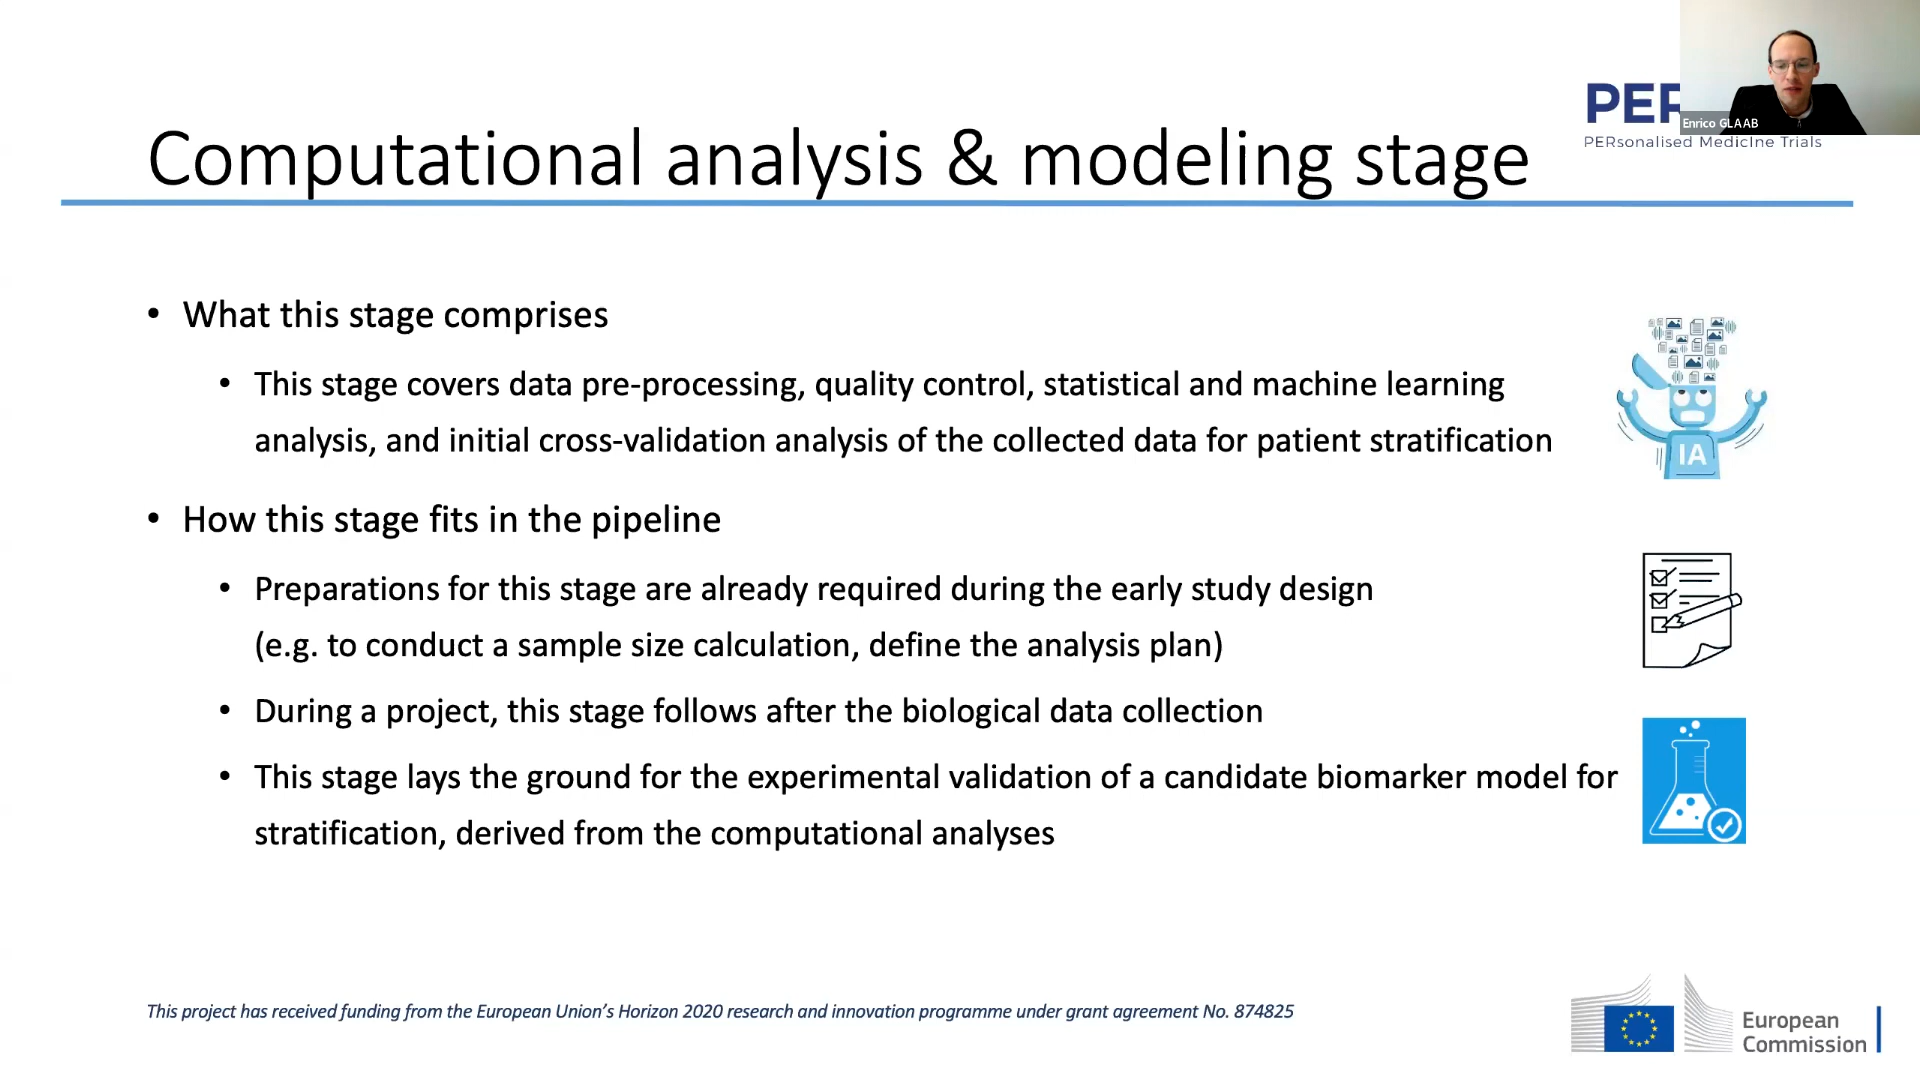 PER
Enrico GLAAB
PERsonalised MedicIne Trials
Computational analysis & modeling stage
• What this stage comprises
• This stage covers data pre-processing, quality control, statistical and machine learning
analysis, and initial cross-validation analysis of the collected data for patient stratification
IA
• How this stage fits in the pipeline
• Preparations for this stage are already required during the early study design
(e.g. to conduct a sample size calculation, define the analysis plan)
• During a project, this stage follows after the biological data collection
• This stage lays the ground for the experimental validation of a candidate biomarker model for
stratification, derived from the computational analyses
This project has received funding from the European Union’s Horizon 2020 research and innovation programme under grant agreement No. 874825
European
Commission